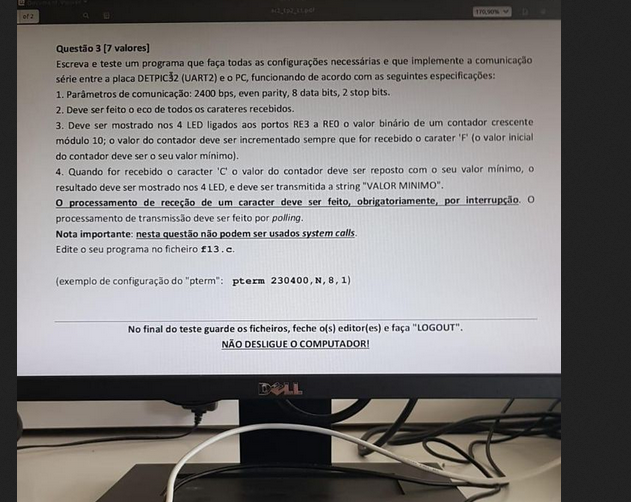 of 2
170,90%
Questão 3 [7 valores]
Escreva e teste um programa que faça todas as configurações necessárias e que implemente a comunicação
série entre a placa DETPIC32 (UART2) e o PC, funcionando de acordo com as seguintes especificações:
1. Parâmetros de comunicação: 2400 bps, even parity, 8 data bits, 2 stop bits.
2. Deve ser feito o eco de todos os carateres recebidos.
3. Deve ser mostrado nos 4 LED ligados aos portos RE3 a RE0 o valor binário de um contador crescente
módulo 10; o valor do contador deve ser incrementado sempre que for recebido o carater 'F' (o valor inicial
do contador deve ser o seu valor mínimo).
4. Quando for recebido o caracter 'C' o valor do contador deve ser reposto com o seu valor mínimo, o
resultado deve ser mostrado nos 4 LED, e deve ser transmitida a string "VALOR MINIMO".
O processamento de receção de um caracter deve ser feito, obrigatoriamente, por interrupção. O
processamento de transmissão deve ser feito por polling.
Nota importante: nesta questão não podem ser usados system calls.
Edite o seu programa no ficheiro f13.c.
(exemplo de configuração do "pterm": pterm 230400,N,8,1)
No final do teste guarde os ficheiros, feche o(s) editor(es) e faça "LOGOUT".
NÃO DESLIGUE O COMPUTADOR!
DELL